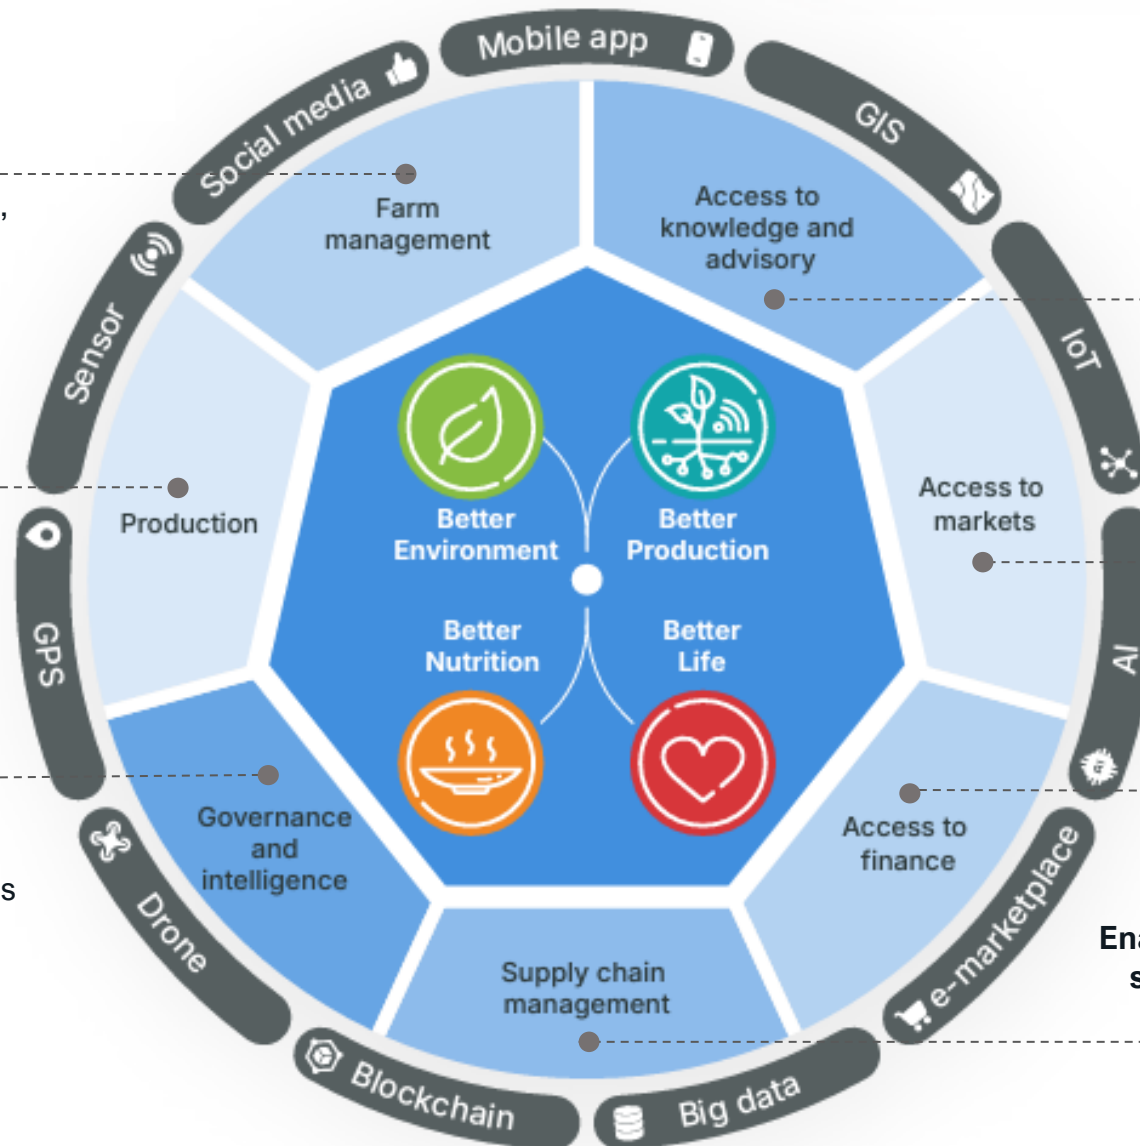 Mobile app
Social media
GIS
Sensor
IoT
GPS
AI
Drone
e-marketplace
Blockchain
Big data
Farm
management
Access to
knowledge and
advisory
Production
Access to
markets
Governance
and
intelligence
Access to
finance
Supply chain
management
Better
Environment
Better
Production
Better
Nutrition
Better
Life
,
s
Ena
s